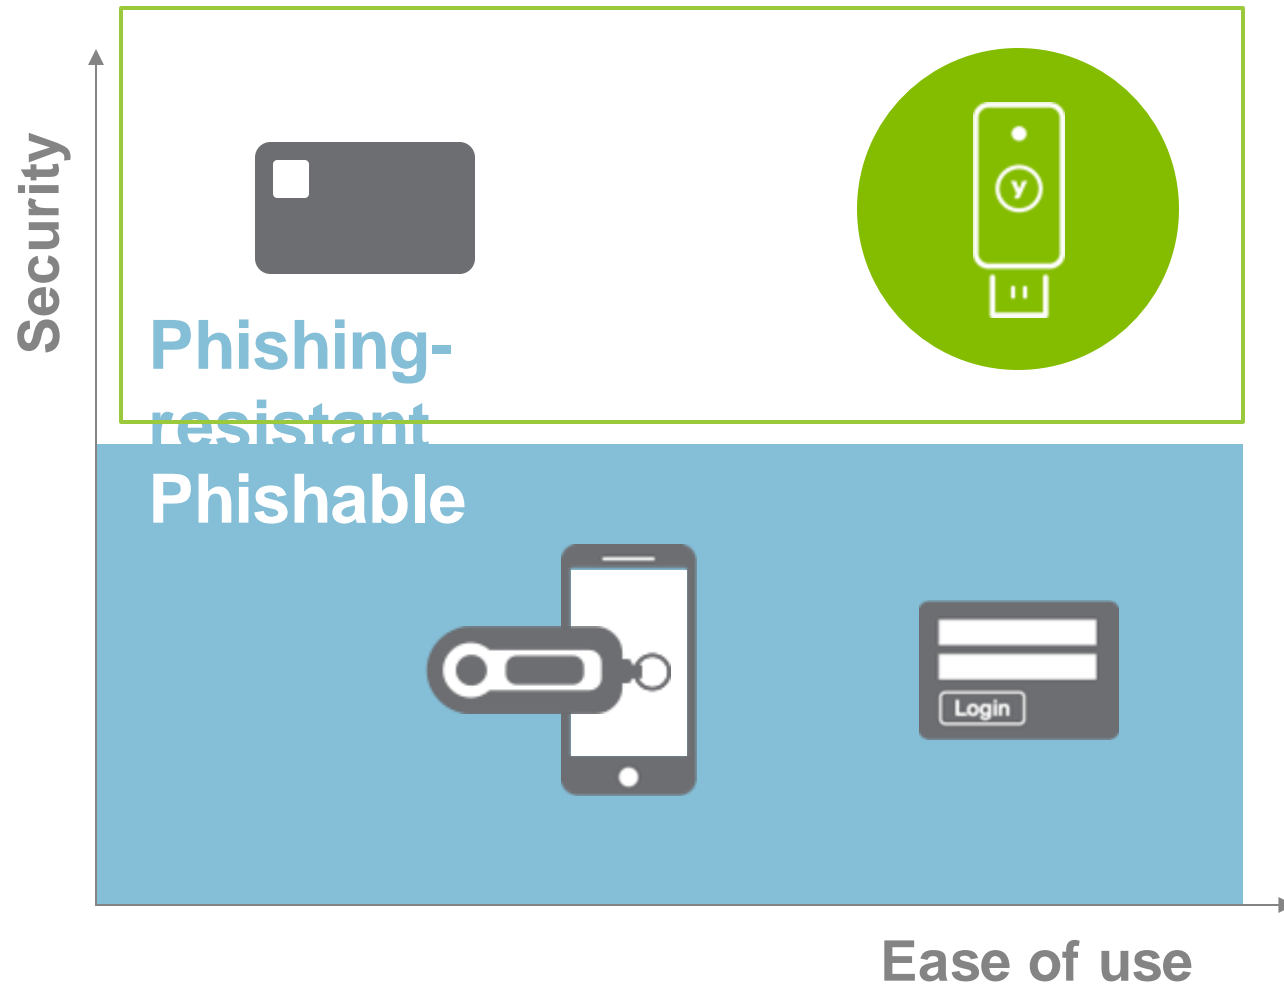 Security
y
Phishing-
resistant
Phishable
Login
Ease of use